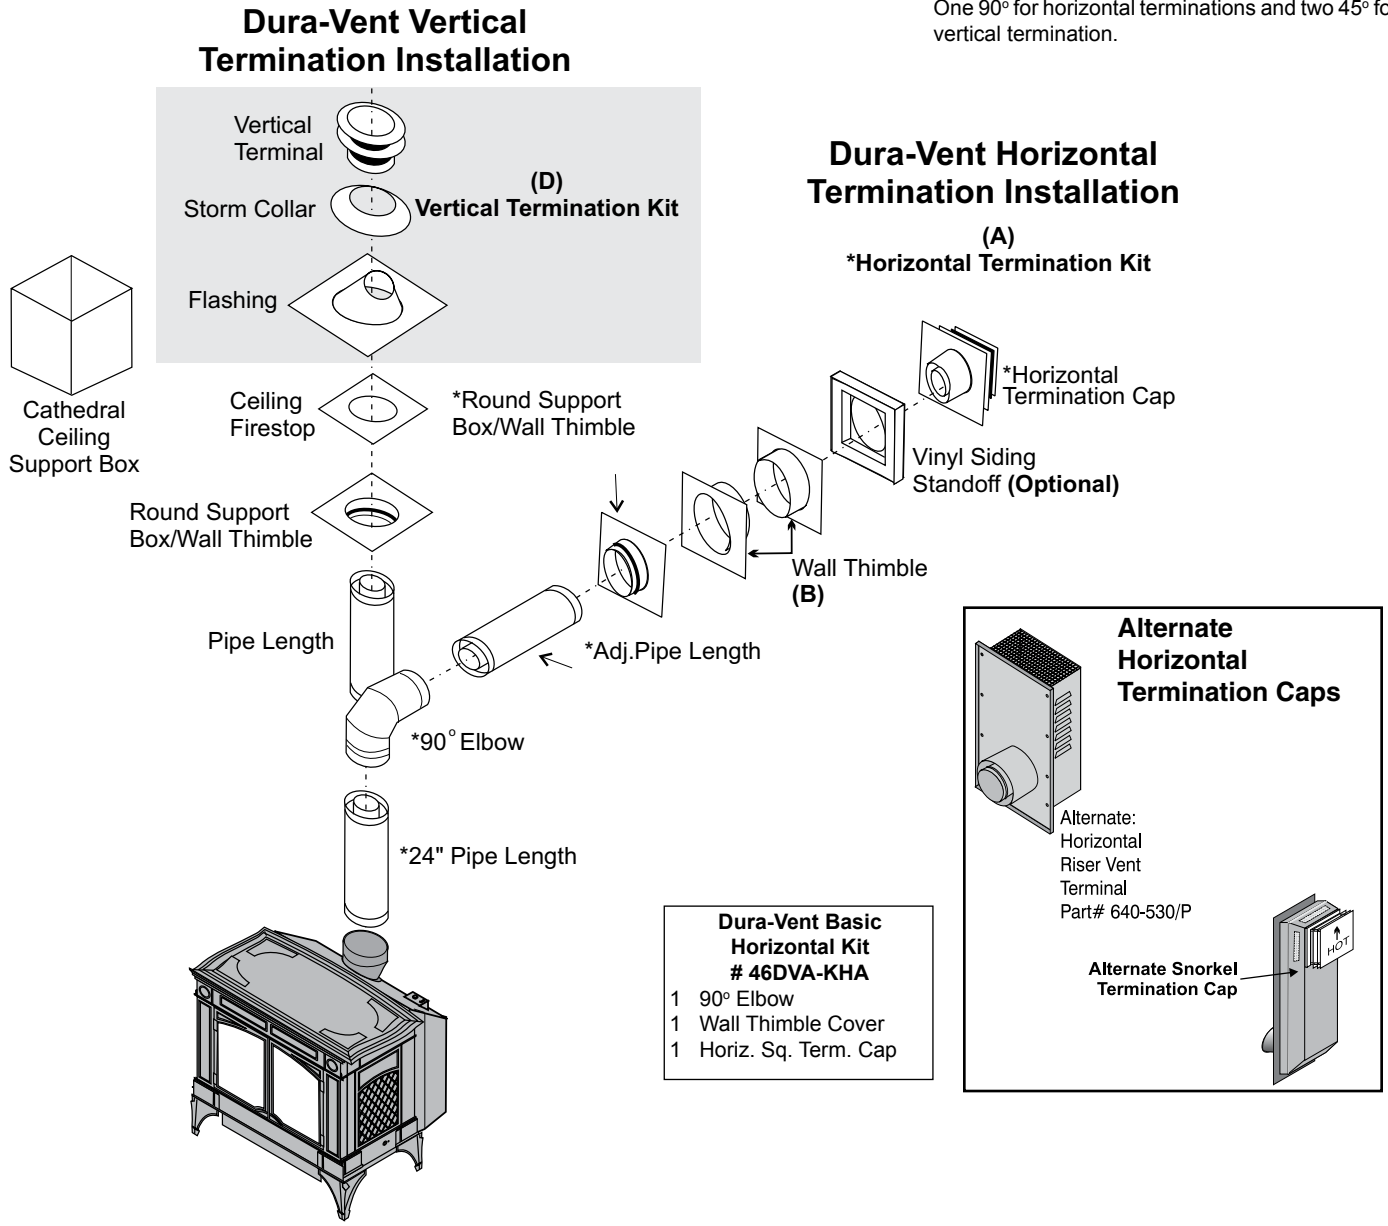 One 90° for horizontal terminations and two 45°
vertical termination.
Dura-Vent Vertical
Termination Installation
Vertical
Terminal
Storm Collar
(D)
Vertical Termination Kit
Flashing
Cathedral
Ceiling
Support Box
Ceiling
Firestop
Round Support
Box/Wall Thimble
Pipe Length
*90° Elbow
*24" Pipe Length
Dura-Vent Horizontal
Termination Installation
(A)
*Horizontal Termination Kit
*Horizontal
Termination Cap
Vinyl Siding
Standoff (Optional)
*Round Support
Box/Wall Thimble
Wall Thimble
(B)
*Adj.Pipe Length
Dura-Vent Basic
Horizontal Kit
# 46DVA-KHA
1 90° Elbow
1 Wall Thimble Cover
1 Horiz. Sq. Term. Cap
Alternate
Horizontal
Termination Caps
Alternate:
Horizontal
Riser Vent
Terminal
Part# 640-530/P
HOT
Alternate Snorkel
Termination Cap